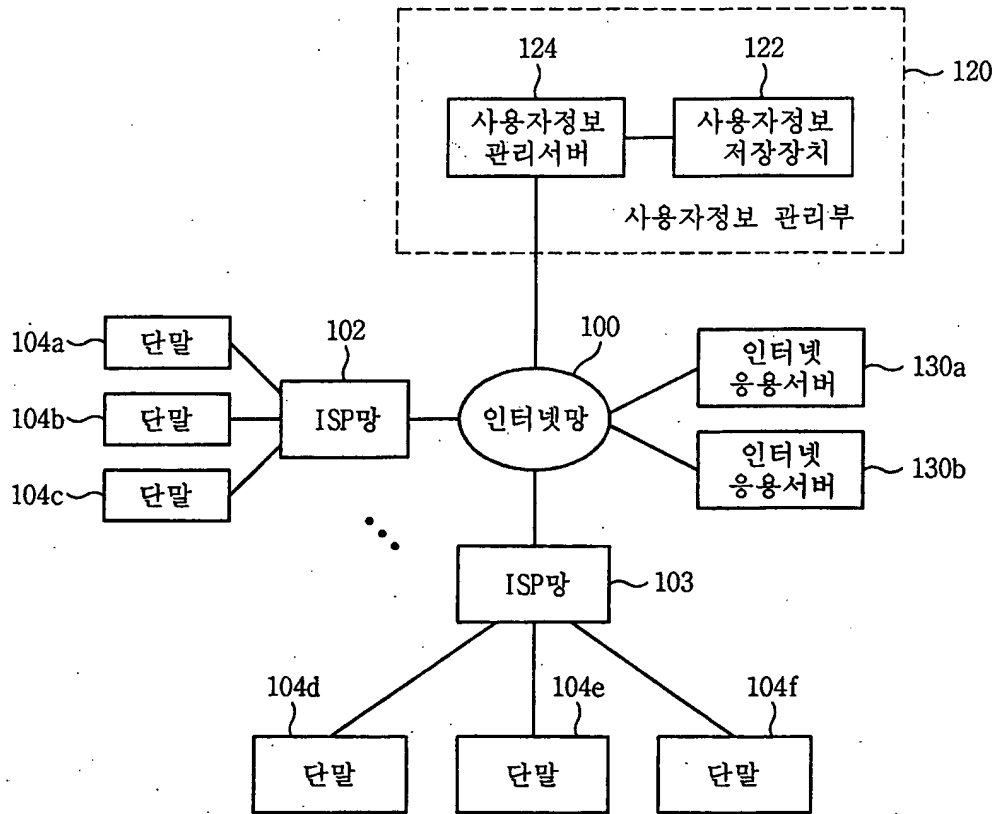 124
122
120
사용자정보
관리서버
사용자정보
저장장치
사용자정보 관리부
104a
단말
102
100
인터넷
응용서버
130a
104b
단말
ISP망
인터넷망
104c
단말
인터넷
응용서버
130b
ISP망
103
104d
104e
104f
단말
단말
단말